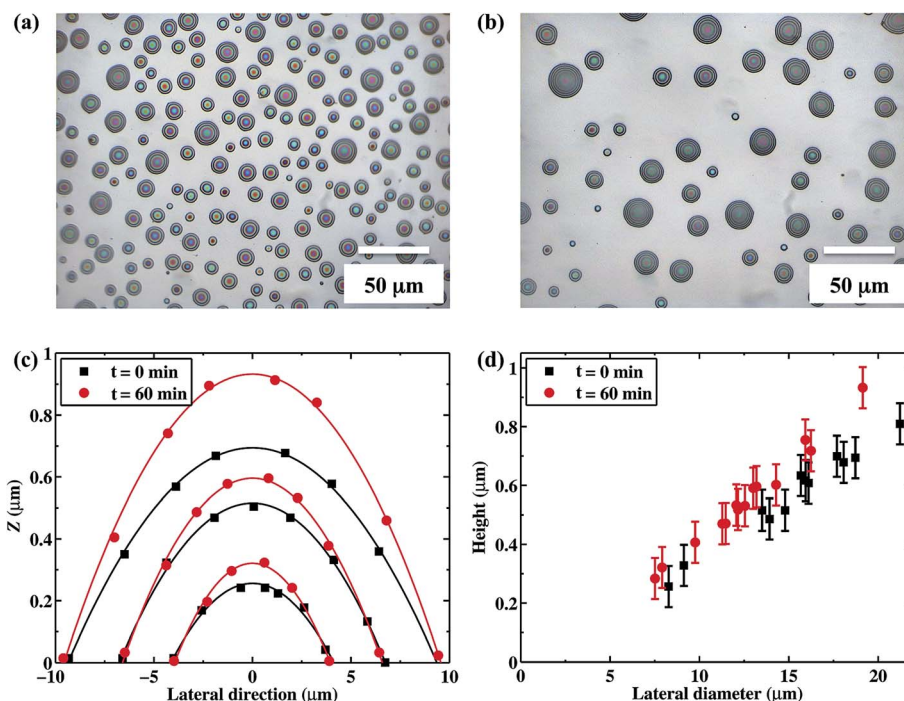 (a)
50 μm
(b)
50 μm
(c)
t = 0 min
t = 60 min
1
0.8
0.6
0.4
0.2
0
Z (μm)
−10
−5
0
5
10
Lateral direction (μm)
(d)
t = 0 min
t = 60 min
1
0.8
0.6
0.4
0.2
0
Height (μm)
0
5
10
15
20
Lateral diameter (μm)